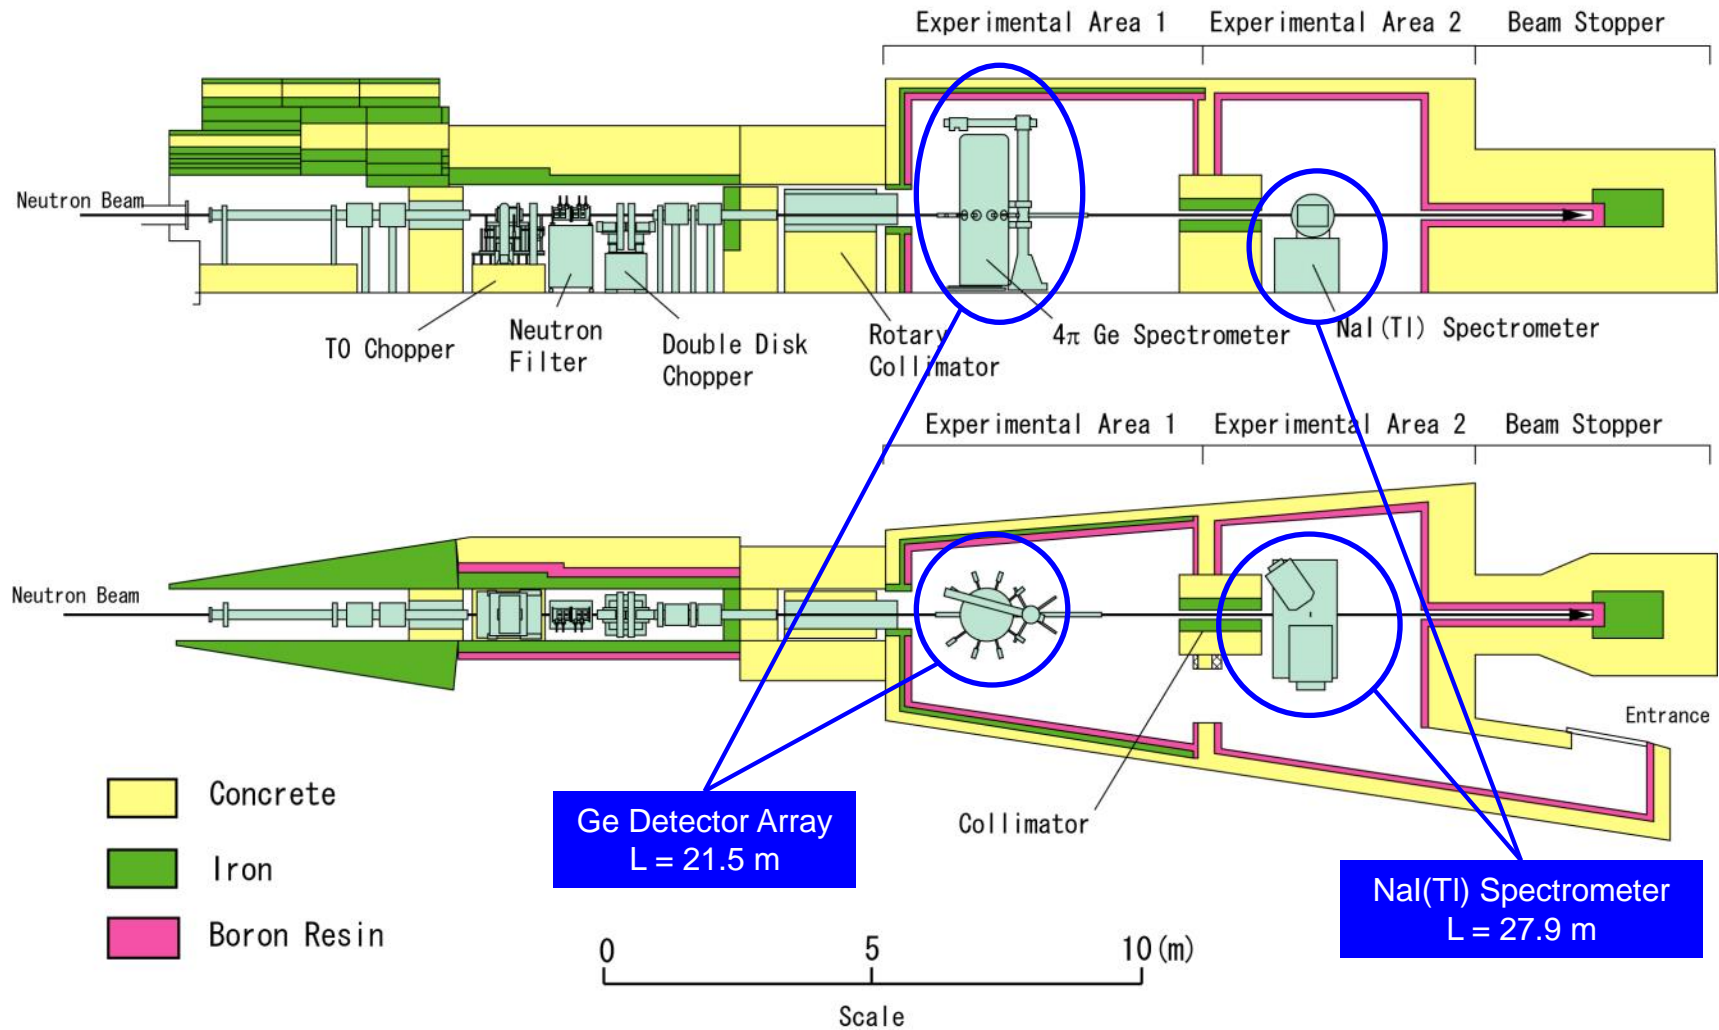 Experimental Area 1
Experimental Area 2
Beam Stopper
Neutron Beam
T0 Chopper
Neutron
Filter
Double Disk
Chopper
Rotary
Collimator
4π Ge Spectrometer
NaI(Tl) Spectrometer
Experimental Area 1
Experimental Area 2
Beam Stopper
Neutron Beam
Entrance
Collimator
Concrete
Iron
Boron Resin
Ge Detector Array
L = 21.5 m
NaI(Tl) Spectrometer
L = 27.9 m
0 5 10(m)
Scale